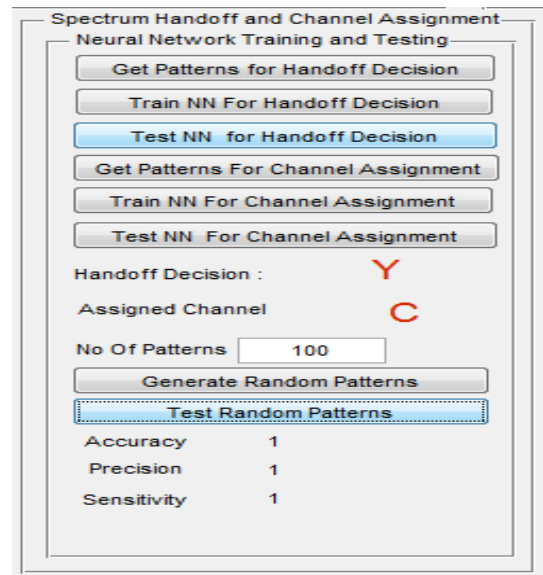 Spectrum Handoff and Channel Assignment
Neural Network Training and Testing
Get Patterns for Handoff Decision
Train NN For Handoff Decision
Test NN for Handoff Decision
Get Patterns For Channel Assignment
Train NN For Channel Assignment
Test NN For Channel Assignment
Handoff Decision : Y
Assigned Channel C
No Of Patterns 100
Generate Random Patterns
Test Random Patterns
Accuracy 1
Precision 1
Sensitivity 1